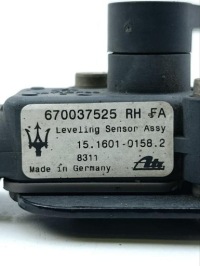 670037525 RH FA
Leveling Sensor Assy
15.1601-0158.2
8311
Made in Germany